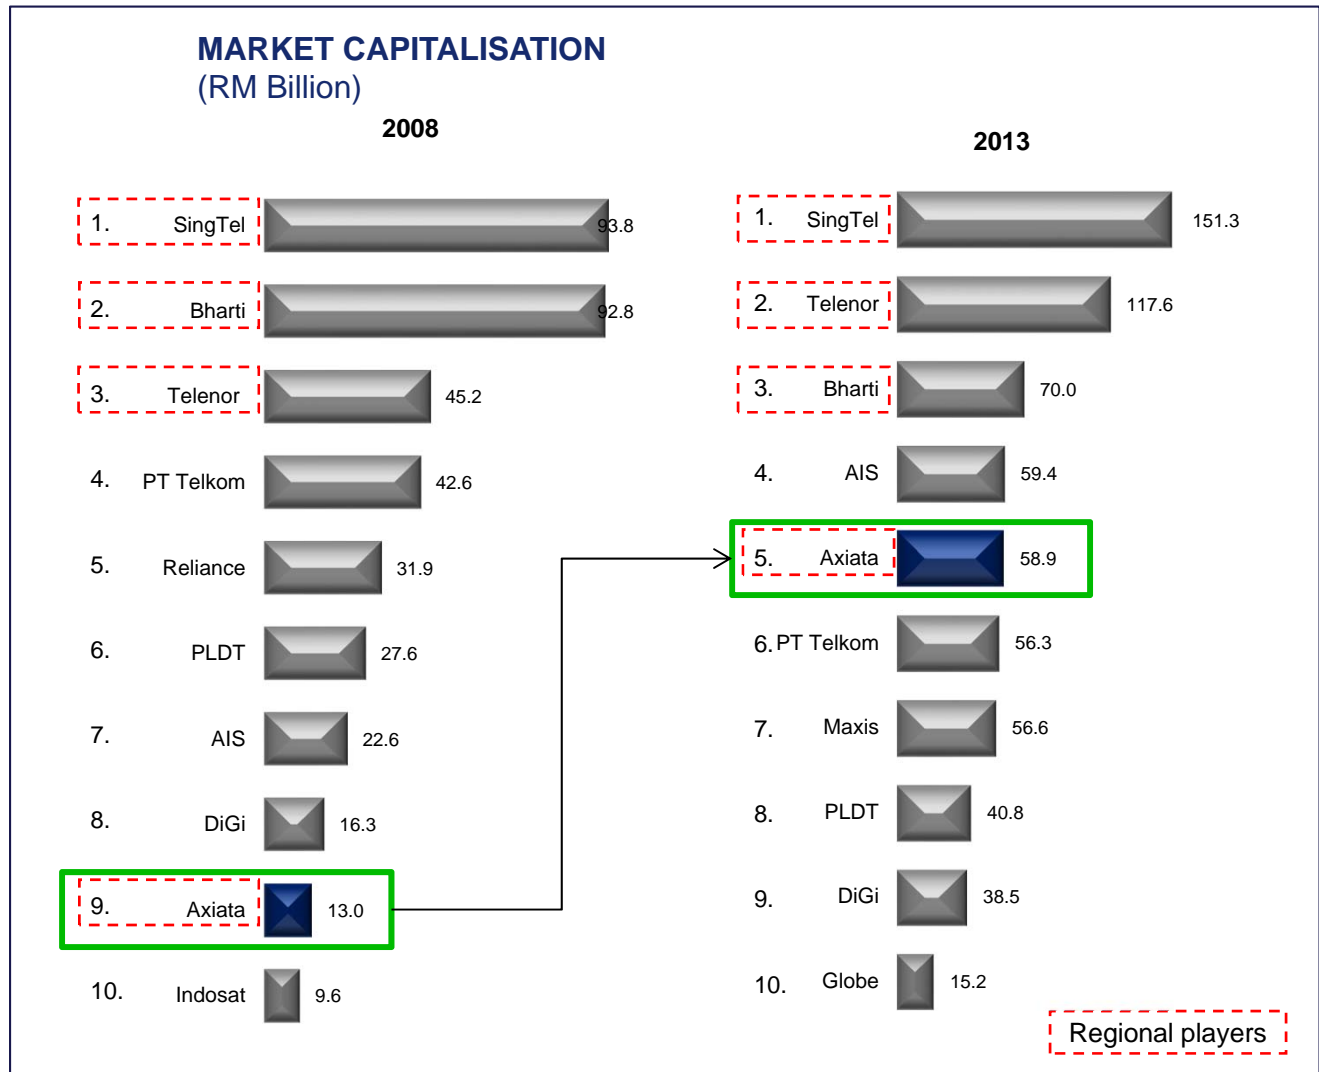 MARKET CAPITALISATION
(RM Billion)
2008
1. SingTel 93.8
2. Bharti 92.8
3. Telenor 45.2
4. PT Telkom 42.6
5. Reliance 31.9
6. PLDT 27.6
7. AIS 22.6
8. DiGi 16.3
9. Axiata 13.0
10. Indosat 9.6
2013
1. SingTel 151.3
2. Telenor 117.6
3. Bharti 70.0
4. AIS 59.4
5. Axiata 58.9
6. PT Telkom 56.3
7. Maxis 56.6
8. PLDT 40.8
9. DiGi 38.5
10. Globe 15.2
Regional players